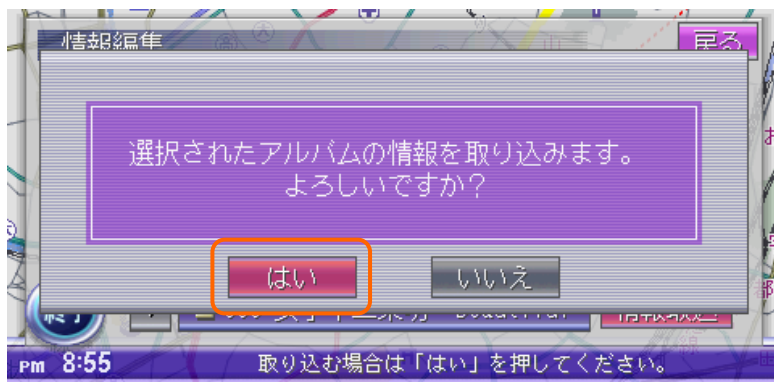 情報編集
戻る
選択されたアルバムの情報を取り込みます。
よろしいですか?
はい
いいえ
終了
PM 8:55
取り込む場合は「はい」を押してください。